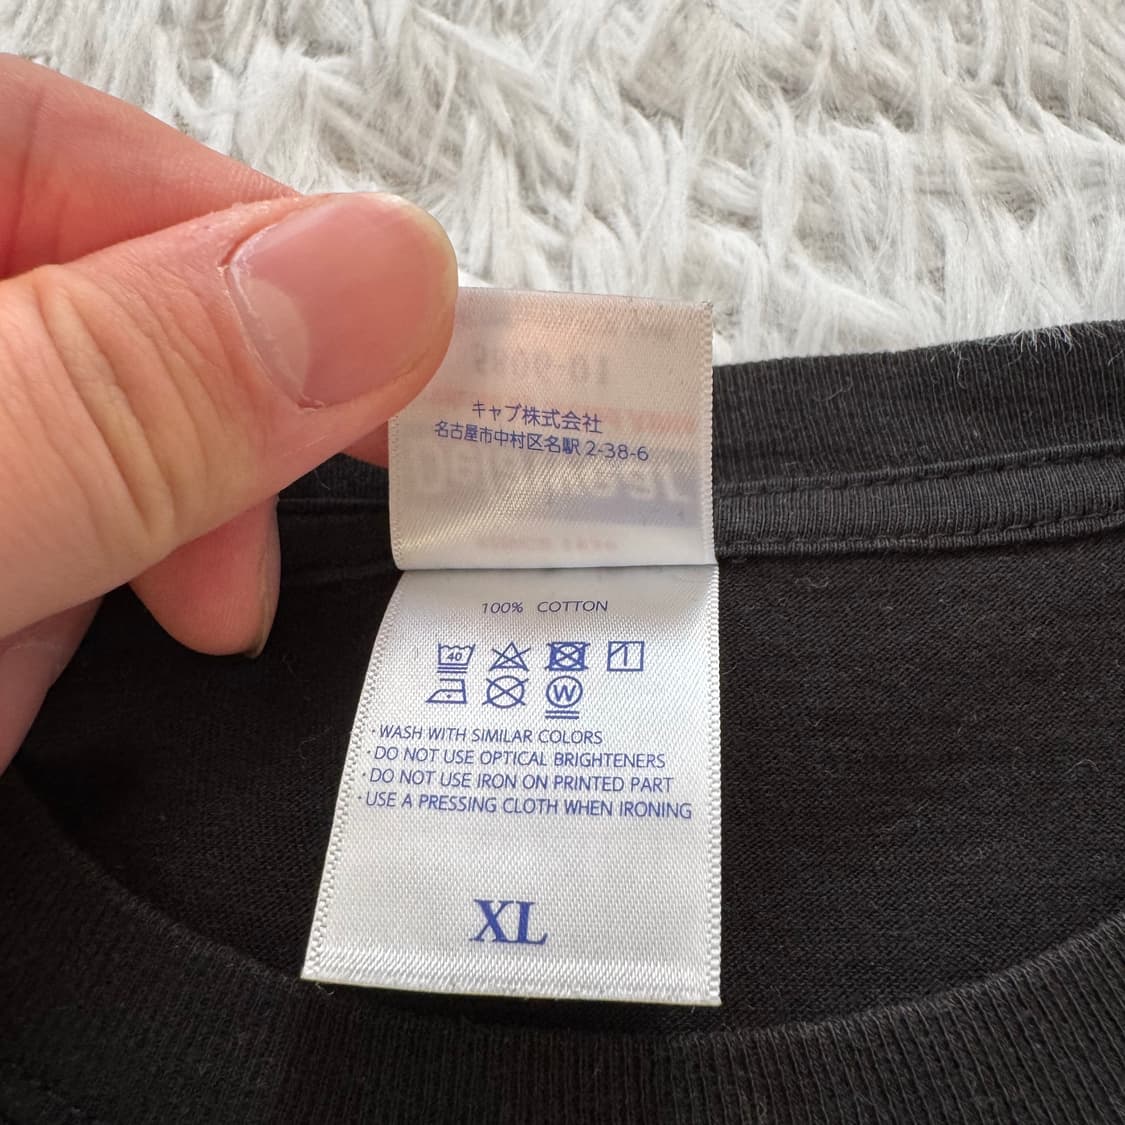 キャブ株式会社
名古屋市中村区名駅 2-38-6
100% COTTON
40
W
・WASH WITH SIMILAR COLORS
・DO NOT USE OPTICAL BRIGHTENERS
・DO NOT USE IRON ON PRINTED PART
・USE A PRESSING CLOTH WHEN IRONING
XL